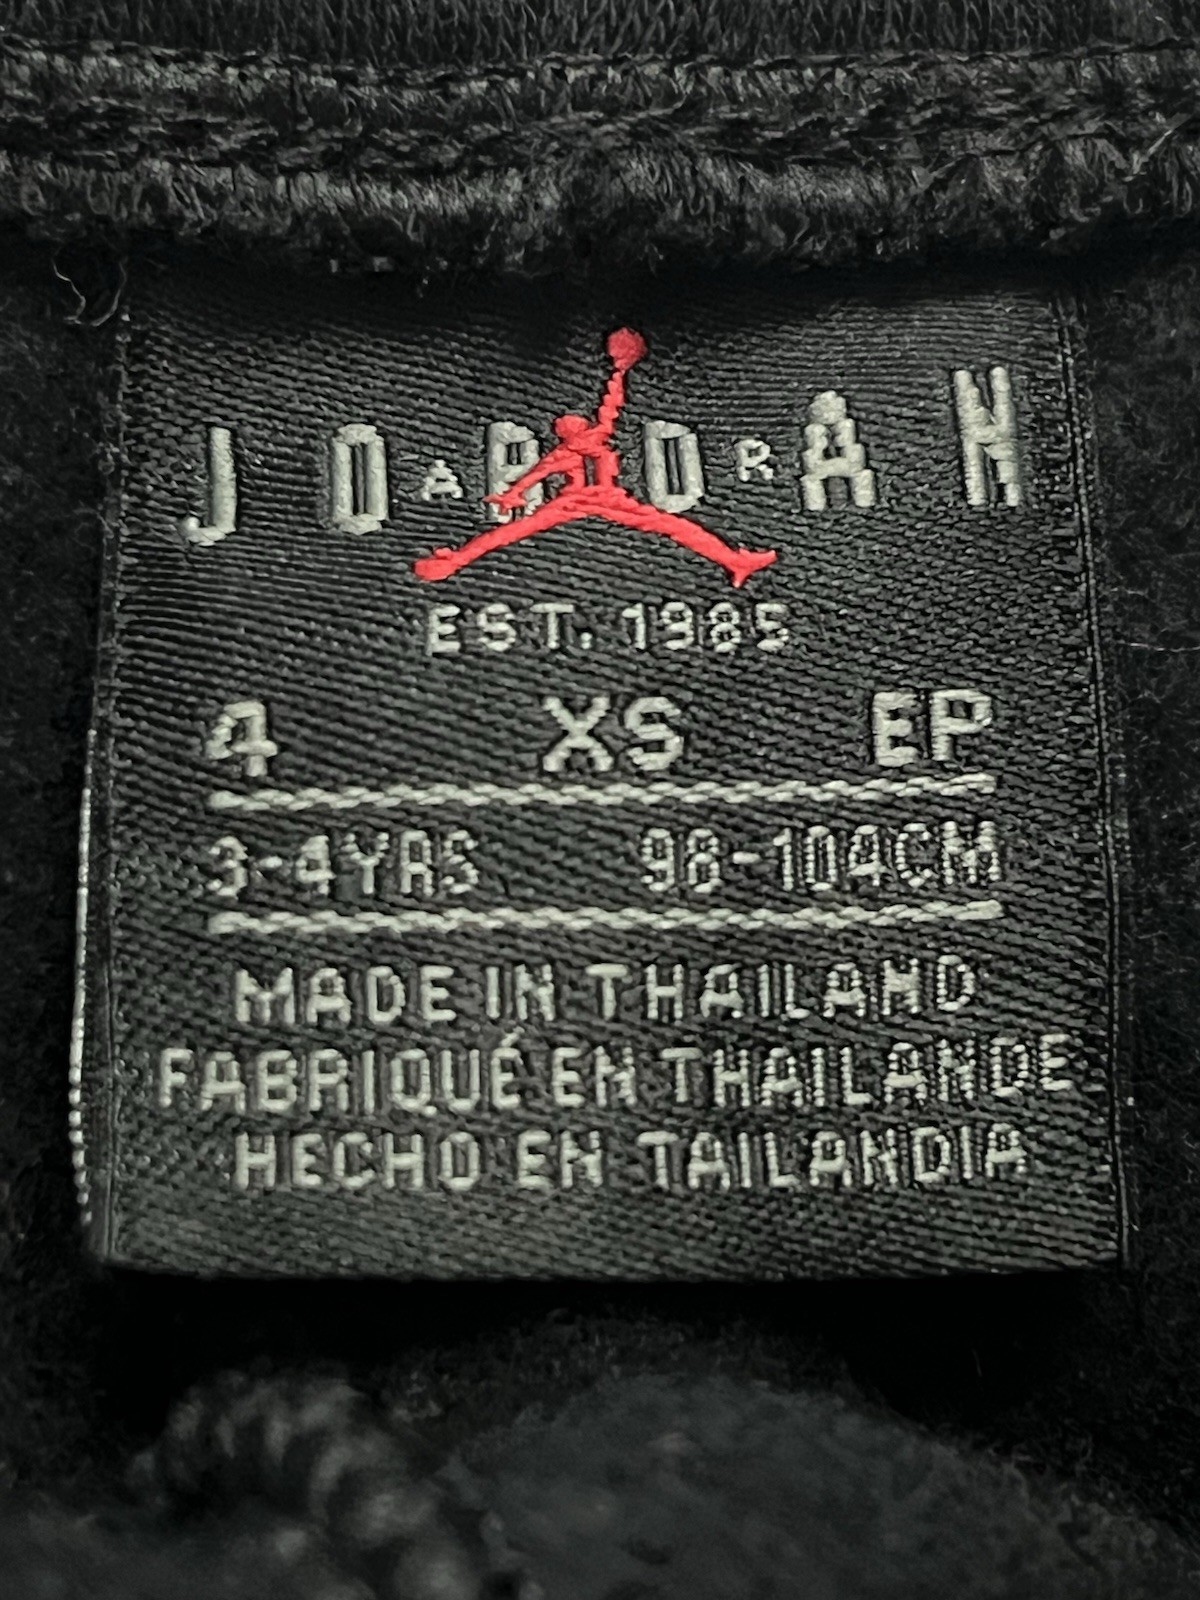 JORDAN
AIR
EST. 1985
4 XS EP
3-4YRS 98-104CM
MADE IN THAILAND
FABRIQUÉ EN THAILANDE
HECHO EN TAILANDIA